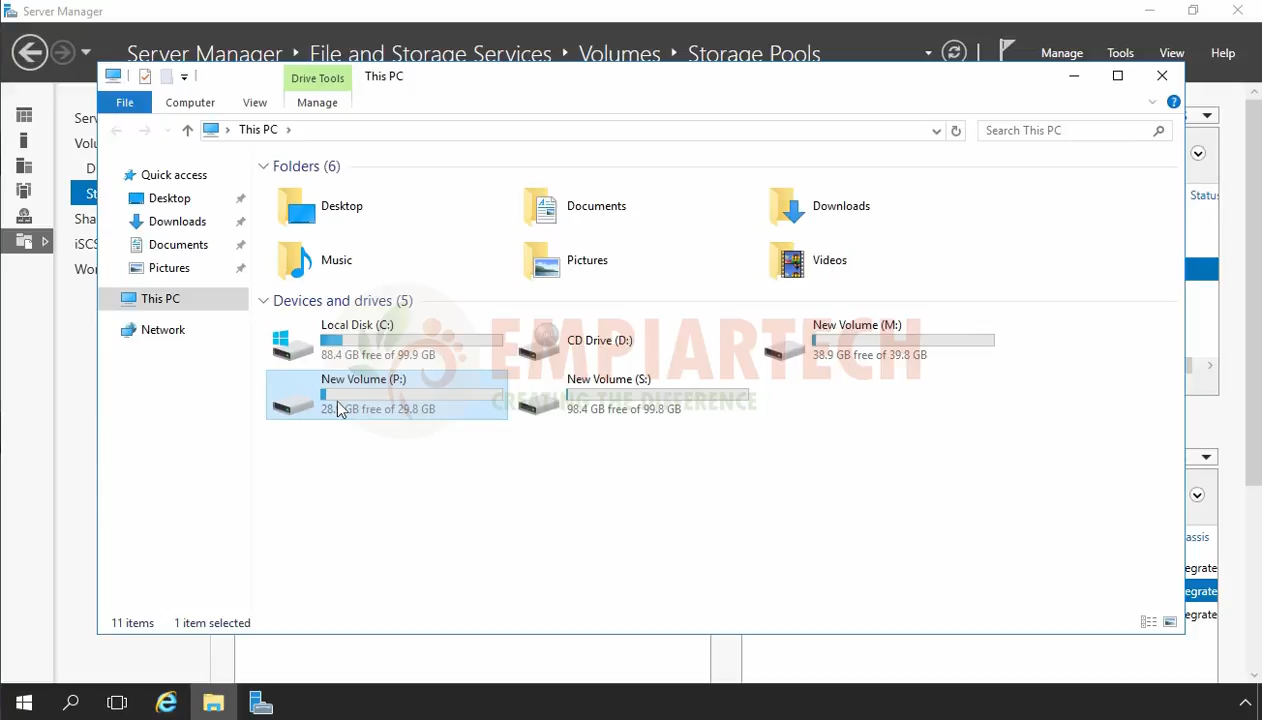 Server Manager
Server Manager ‣ File and Storage Services ‣ Volumes ‣ Storage Pools
Manage Tools View Help
Drive Tools This PC
File Computer View Manage
This PC
Search This PC
Quick access
Desktop
Downloads
Documents
Pictures
This PC
Network
Folders (6)
Desktop Documents Downloads
Music Pictures Videos
Devices and drives (5)
Local Disk (C:)
88.4 GB free of 99.9 GB
CD Drive (D:)
New Volume (M:)
38.9 GB free of 39.8 GB
New Volume (P:)
GB free of 29.8 GB
New Volume (S:)
98.4 GB free of 99.8 GB
EMPIARTECH
CREATING THE DIFFERENCE
11 items 1 item selected
Status